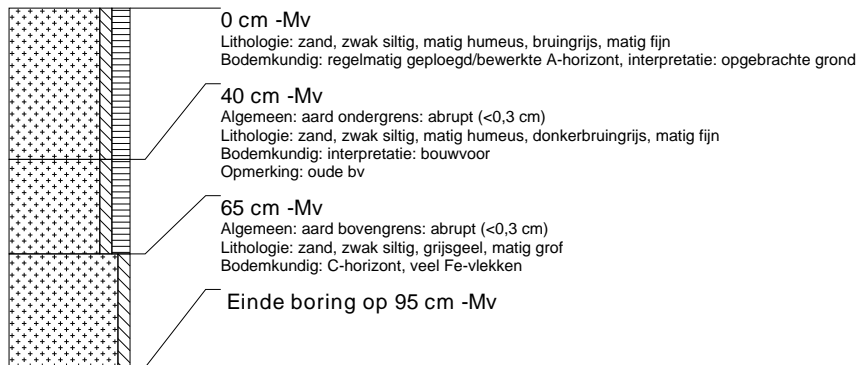 0 cm -Mv
Lithologie: zand, zwak siltig, matig humeus, bruingrijs, matig fijn
Bodemkundig: regelmatig geploegd/bewerkte A-horizont, interpretatie: opgebrachte grond
40 cm -Mv
Algemeen: aard ondergrens: abrupt (<0,3 cm)
Lithologie: zand, zwak siltig, matig humeus, donkerbruingrijs, matig fijn
Bodemkundig: interpretatie: bouwvoor
Opmerking: oude bv
65 cm -Mv
Algemeen: aard bovengrens: abrupt (<0,3 cm)
Lithologie: zand, zwak siltig, grijsgeel, matig grof
Bodemkundig: C-horizont, veel Fe-vlekken
Einde boring op 95 cm -Mv